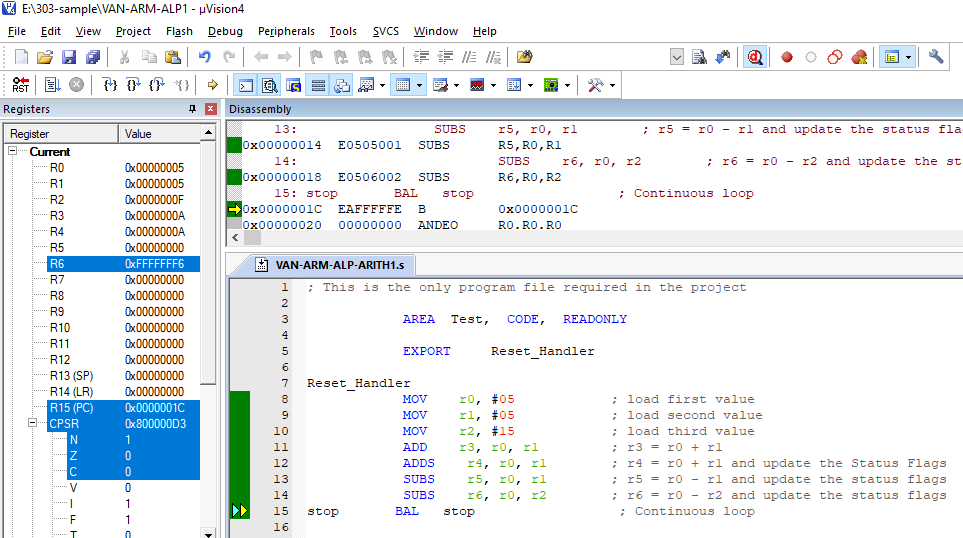 E:\303-sample\VAN-ARM-ALP1 - µVision4
File Edit View Project Flash Debug Peripherals Tools SVCS Window Help
RST
Registers
Register Value
Current
R0 0x00000005
R1 0x00000005
R2 0x0000000F
R3 0x0000000A
R4 0x0000000A
R5 0x00000000
R6 0xFFFFFFF6
R7 0x00000000
R8 0x00000000
R9 0x00000000
R10 0x00000000
R11 0x00000000
R12 0x00000000
R13 (SP) 0x00000000
R14 (LR) 0x00000000
R15 (PC) 0x0000001C
CPSR 0x800000D3
N 1
Z 0
C 0
V 0
I 1
F 1
T 0
Disassembly
13: SUBS r5, r0, r1 ; r5 = r0 - r1 and update the status fla
0x00000014 E0505001 SUBS R5,R0,R1
14: SUBS r6, r0, r2 ; r6 = r0 - r2 and update the st
0x00000018 E0506002 SUBS R6,R0,R2
15: stop BAL stop ; Continuous loop
0x0000001C EAFFFFFE B 0x0000001C
0x00000020 00000000 ANDEQ R0,R0,R0
VAN-ARM-ALP-ARITH1.s
1 ; This is the only program file required in the project
2
3 AREA Test, CODE, READONLY
4
5 EXPORT Reset_Handler
6
7 Reset_Handler
8 MOV r0, #05 ; load first value
9 MOV r1, #05 ; load second value
10 MOV r2, #15 ; load third value
11 ADD r3, r0, r1 ; r3 = r0 + r1
12 ADDS r4, r0, r1 ; r4 = r0 + r1 and update the Status Flags
13 SUBS r5, r0, r1 ; r5 = r0 - r1 and update the status flags
14 SUBS r6, r0, r2 ; r6 = r0 - r2 and update the status flags
15 stop BAL stop ; Continuous loop
16